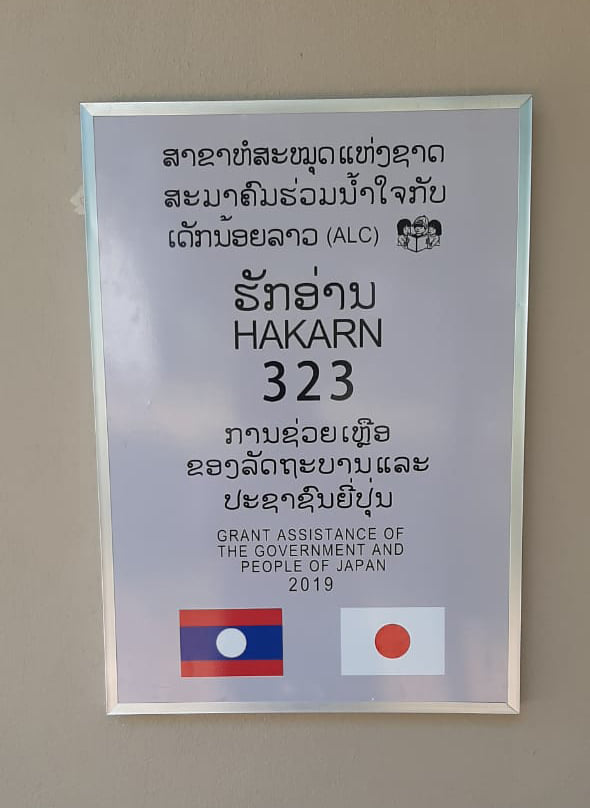 ສາຂາຫໍສະໝຸດແຫ່ງຊາດ
ສະມາຄົມຮ່ວມນ້ຳໃຈກັບ
ເດັກນ້ອຍລາວ (ALC)
ຮັກອ່ານ
HAKARN
323
ການຊ່ວຍເຫຼືອ
ຂອງລັດຖະບານແລະ
ປະຊາຊົນຍີ່ປຸ່ນ
GRANT ASSISTANCE OF
THE GOVERNMENT AND
PEOPLE OF JAPAN
2019